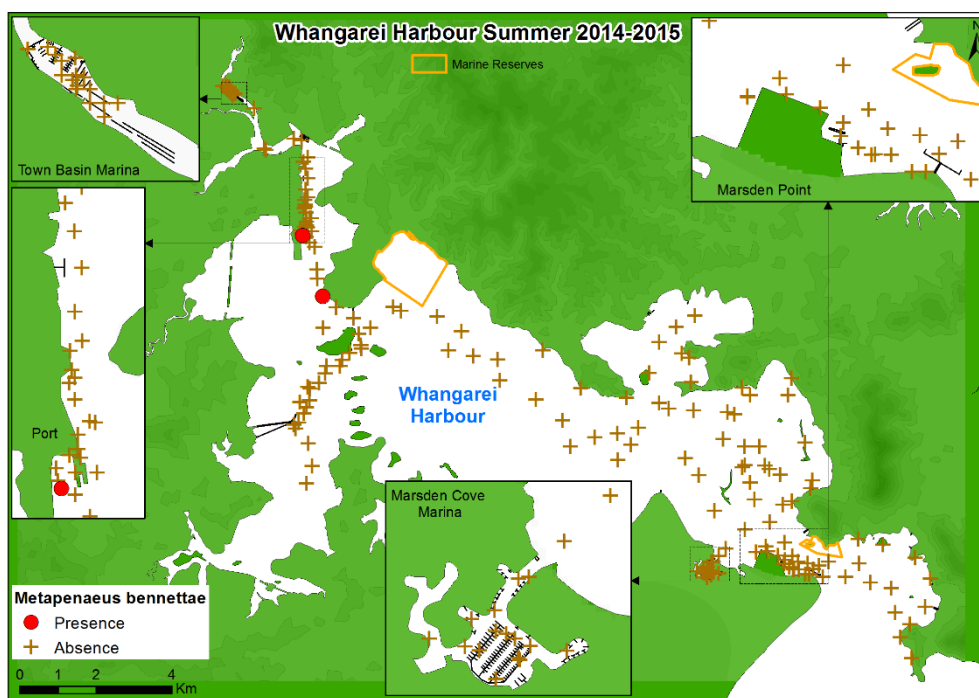 Whangarei Harbour Summer 2014-2015
Marine Reserves
N
Town Basin Marina
Marsden Point
Port
Whangarei
Harbour
Marsden Cove
Marina
Metapenaeus bennettae
Presence
Absence
0 2 4
Km